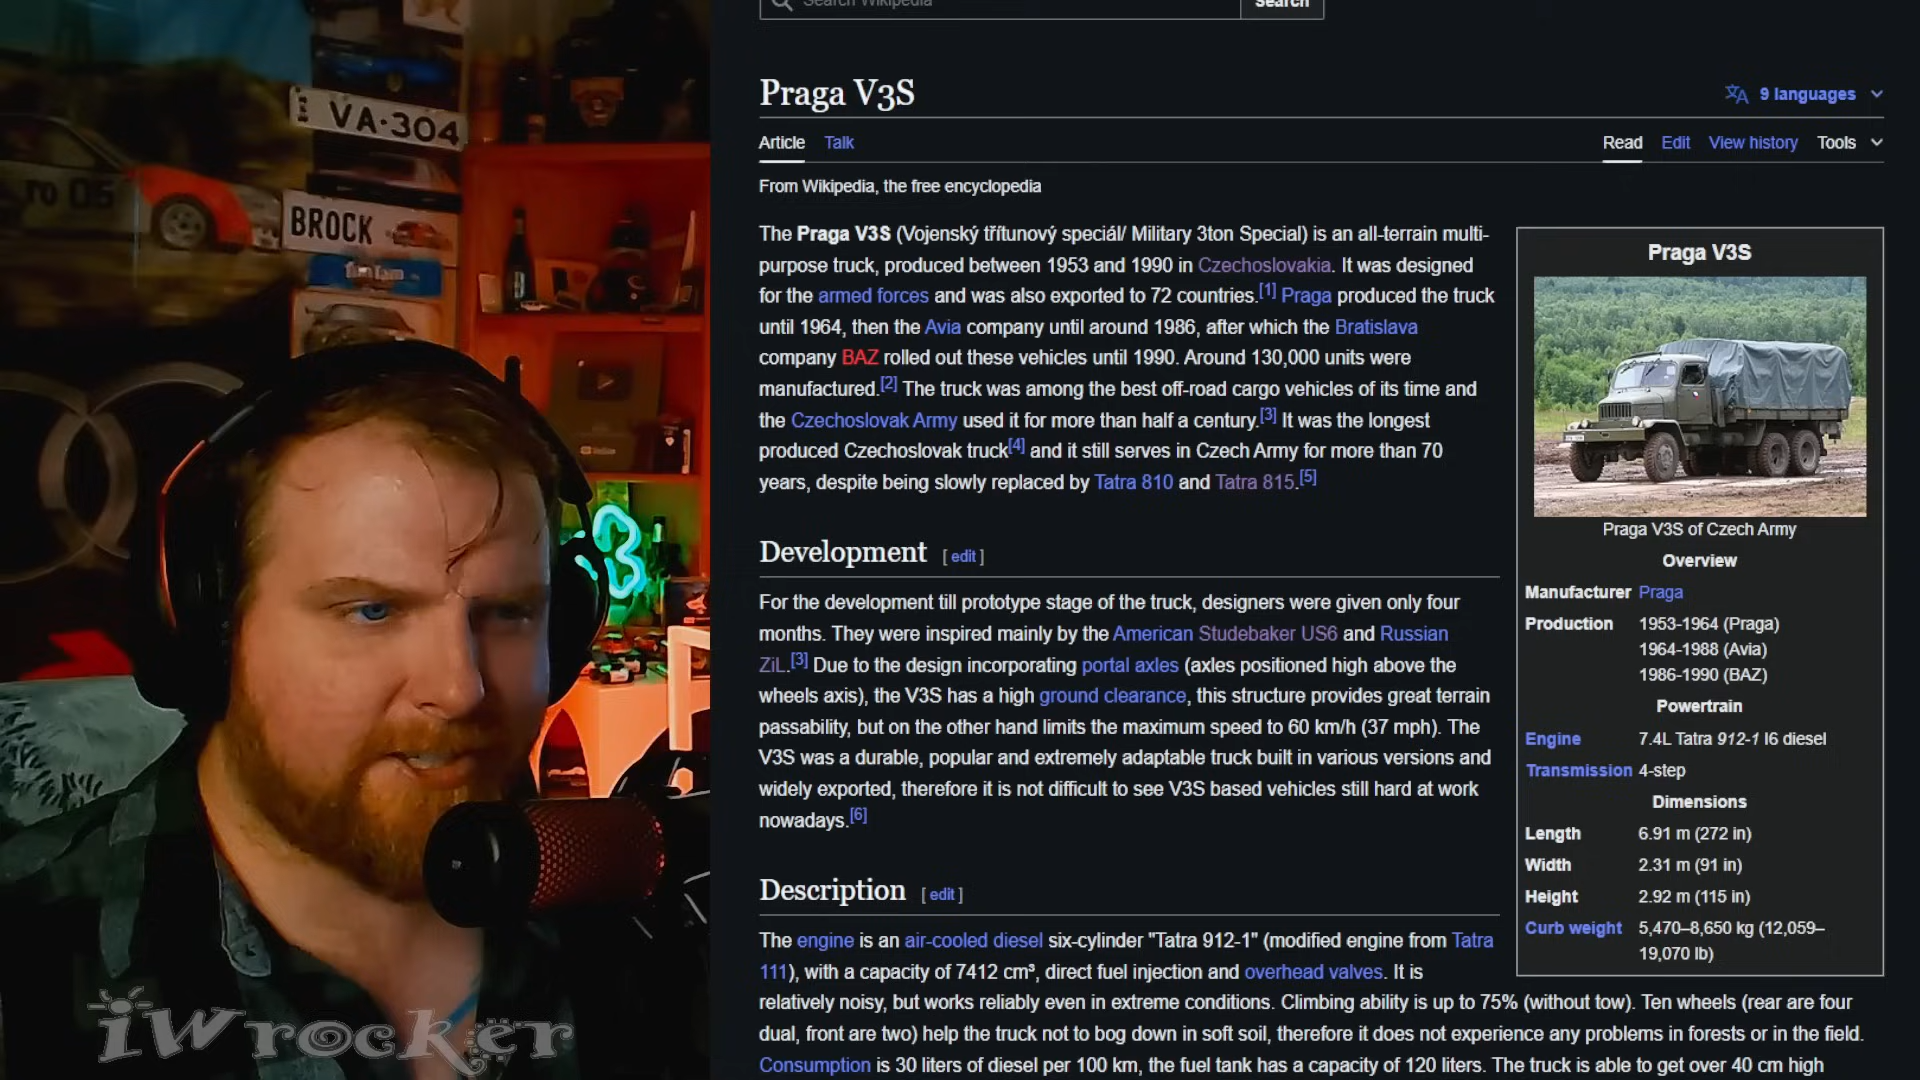 Search Wikipedia
Search
Praga V3S
9 languages
Article
Talk
Read
Edit
View history
Tools
From Wikipedia, the free encyclopedia
The Praga V3S (Vojenský třítunový speciál/ Military 3ton Special) is an all-terrain multi-
purpose truck, produced between 1953 and 1990 in Czechoslovakia. It was designed
for the armed forces and was also exported to 72 countries.[1] Praga produced the truck
until 1964, then the Avia company until around 1986, after which the Bratislava
company BAZ rolled out these vehicles until 1990. Around 130,000 units were
manufactured.[2] The truck was among the best off-road cargo vehicles of its time and
the Czechoslovak Army used it for more than half a century.[3] It was the longest
produced Czechoslovak truck[4] and it still serves in Czech Army for more than 70
years, despite being slowly replaced by Tatra 810 and Tatra 815.[5]
Development [ edit ]
For the development till prototype stage of the truck, designers were given only four
months. They were inspired mainly by the American Studebaker US6 and Russian
ZiL.[3] Due to the design incorporating portal axles (axles positioned high above the
wheels axis), the V3S has a high ground clearance, this structure provides great terrain
passability, but on the other hand limits the maximum speed to 60 km/h (37 mph). The
V3S was a durable, popular and extremely adaptable truck built in various versions and
widely exported, therefore it is not difficult to see V3S based vehicles still hard at work
nowadays.[6]
Description [ edit ]
The engine is an air-cooled diesel six-cylinder "Tatra 912-1" (modified engine from Tatra
111), with a capacity of 7412 cm³, direct fuel injection and overhead valves. It is
relatively noisy, but works reliably even in extreme conditions. Climbing ability is up to 75% (without tow). Ten wheels (rear are four
dual, front are two) help the truck not to bog down in soft soil, therefore it does not experience any problems in forests or in the field.
Consumption is 30 liters of diesel per 100 km, the fuel tank has a capacity of 120 liters. The truck is able to get over 40 cm high
Praga V3S
Praga V3S of Czech Army
Overview
Manufacturer Praga
Production 1953-1964 (Praga)
1964-1988 (Avia)
1986-1990 (BAZ)
Powertrain
Engine 7.4L Tatra 912-1 I6 diesel
Transmission 4-step
Dimensions
Length 6.91 m (272 in)
Width 2.31 m (91 in)
Height 2.92 m (115 in)
Curb weight 5,470–8,650 kg (12,059–
19,070 lb)
VA·304
ro 05
BROCK
iWrocker